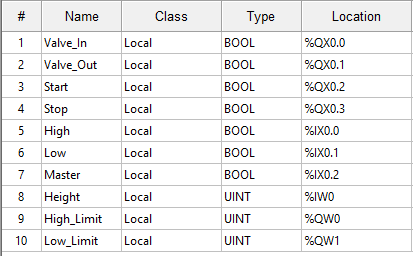 # Name Class Type Location
1 Valve_In Local BOOL %QX0.0
2 Valve_Out Local BOOL %QX0.1
3 Start Local BOOL %QX0.2
4 Stop Local BOOL %QX0.3
5 High Local BOOL %IX0.0
6 Low Local BOOL %IX0.1
7 Master Local BOOL %IX0.2
8 Height Local UINT %IW0
9 High_Limit Local UINT %QW0
10 Low_Limit Local UINT %QW1